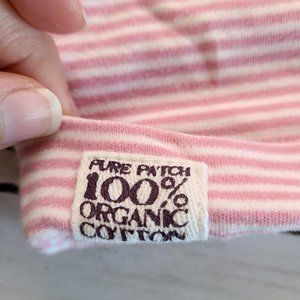 PURE PATCH
100%
ORGANIC
COTTON